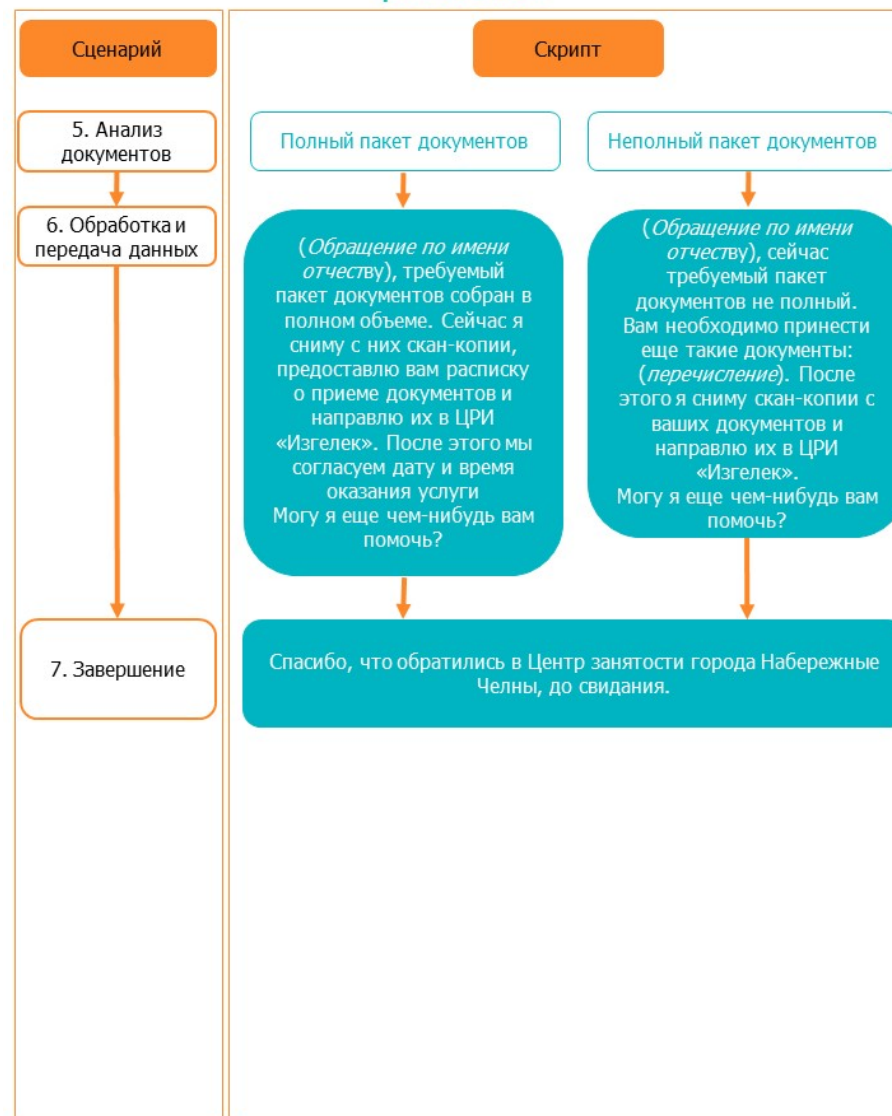 Сценарий
Скрипт
5. Анализ
документов
Полный пакет документов
Неполный пакет документов
6. Обработка и
передача данных
(Обращение по имени
отчеству), требуемый
пакет документов собран в
полном объеме. Сейчас я
сниму с них скан-копии,
предоставлю вам расписку
о приеме документов и
направлю их в ЦРИ
«Изгелек». После этого мы
согласуем дату и время
оказания услуги
Могу я еще чем-нибудь вам
помочь?
(Обращение по имени
отчеству), сейчас
требуемый пакет
документов не полный.
Вам необходимо принести
еще такие документы:
(перечисление). После
этого я сниму скан-копии с
ваших документов и
направлю их в ЦРИ
«Изгелек».
Могу я еще чем-нибудь вам
помочь?
7. Завершение
Спасибо, что обратились в Центр занятости города Набережные
Челны, до свидания.